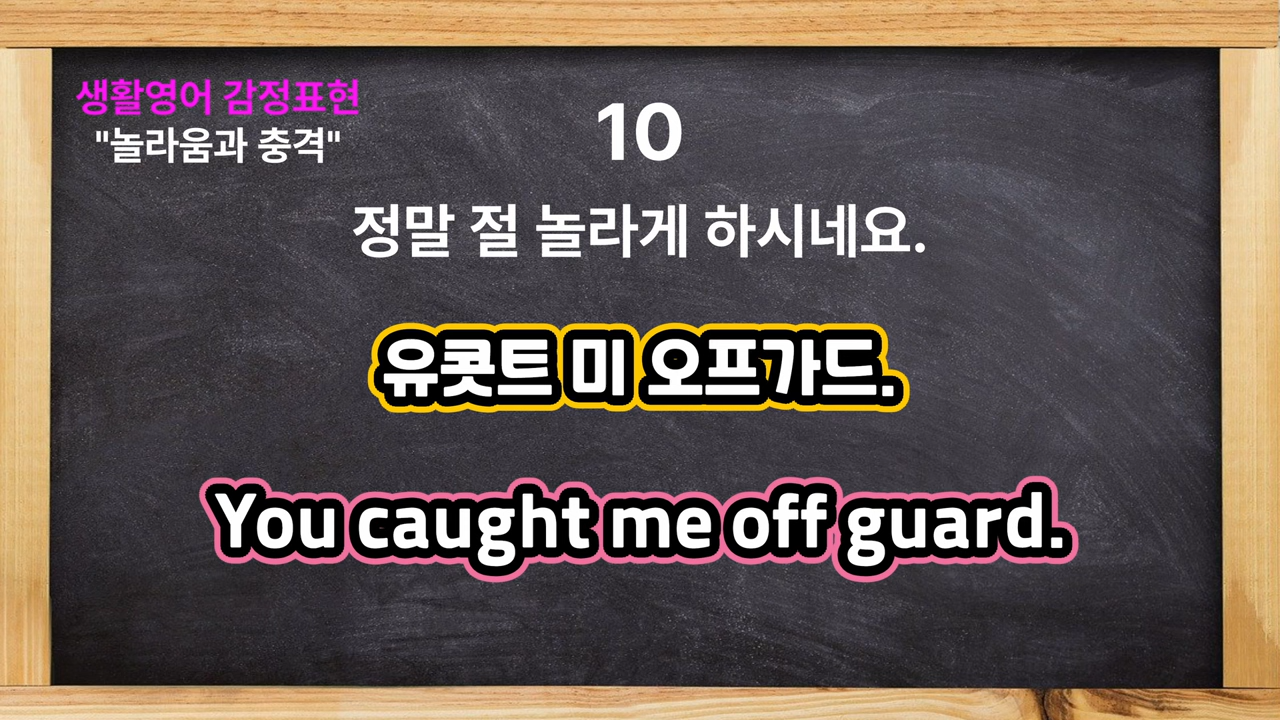 생활영어 감정표현
"놀라움과 충격"
10
정말 절 놀라게 하시네요.
유콧트 미 오프가드.
You caught me off guard.